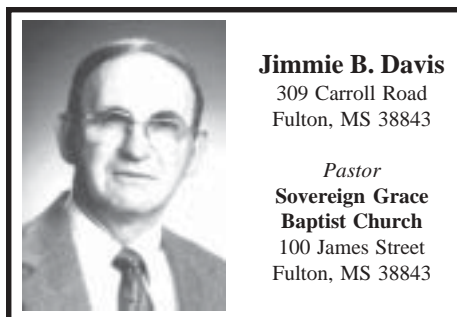 Jimmie B. Davis
309 Carroll Road
Fulton, MS 38843
Pastor
Sovereign Grace
Baptist Church
100 James Street
Fulton, MS 38843